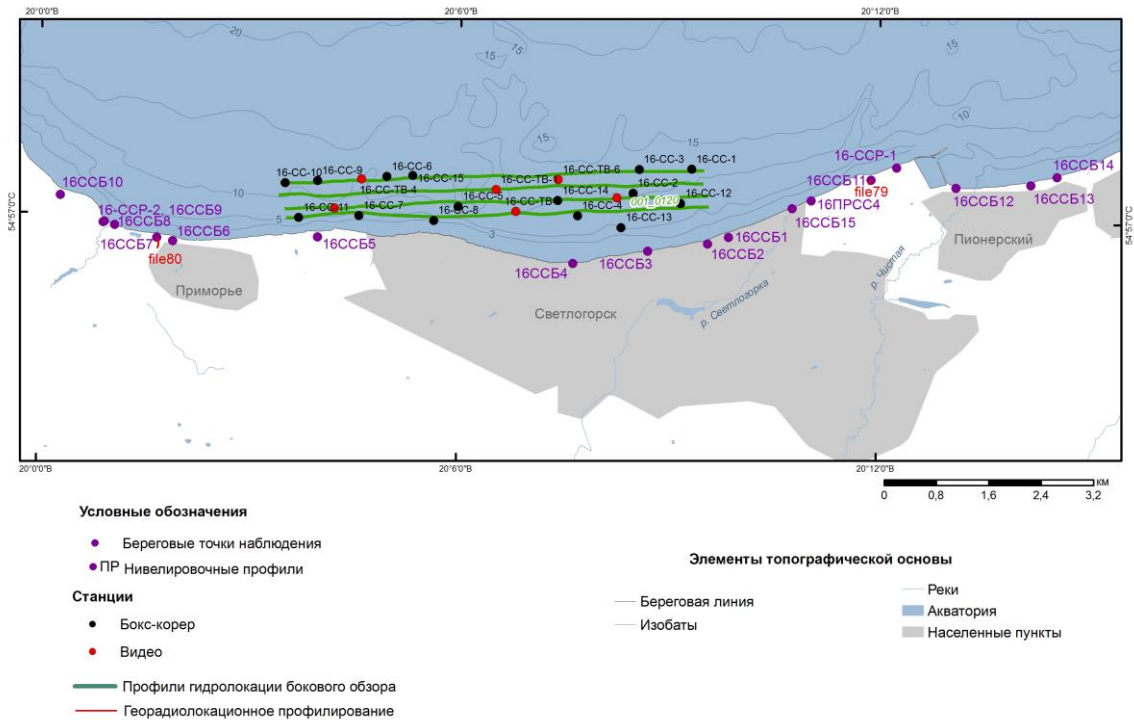 20°0'0"В
20°6'0"В
20°12'0"В
20
15
15
15
15
10
15
16-СС-3
16-СС-1
16-ССР-1
16ССБ14
16-СС-10
16-СС-9
16-СС-6
16-СС-15
16-СС-ТВ-6
16ССБ10
16-СС-ТВ-4
16-СС-ТВ-
16-СС-2
16ССБ11
file79
10
16-СС-14
16-СС-12
001_0120
16ПРСС4
16ССБ12
16ССБ13
54°57'0"С
54°57'0"С
16-ССР-2
16ССБ9
16ССБ8
5
16-СС-7
16-СС-5
16-СС-8
16-СС-ТВ
16-СС-4
16-СС-13
16ССБ15
16ССБ7
16ССБ6
16ССБ5
3
16ССБ1
16ССБ2
file80
16ССБ4
16ССБ3
Пионерский
р. Чистая
Приморье
Светлогорск
р. Светлогорка
20°0'0"В
20°6'0"В
20°12'0"В
км
0 0,8 1,6 2,4 3,2
Условные обозначения
Береговые точки наблюдения
ПР Нивелировочные профили
Станции
Бокс-корер
Видео
Профили гидролокации бокового обзора
Георадиолокационное профилирование
Элементы топографической основы
Береговая линия
Изобаты
Реки
Акватория
Населенные пункты